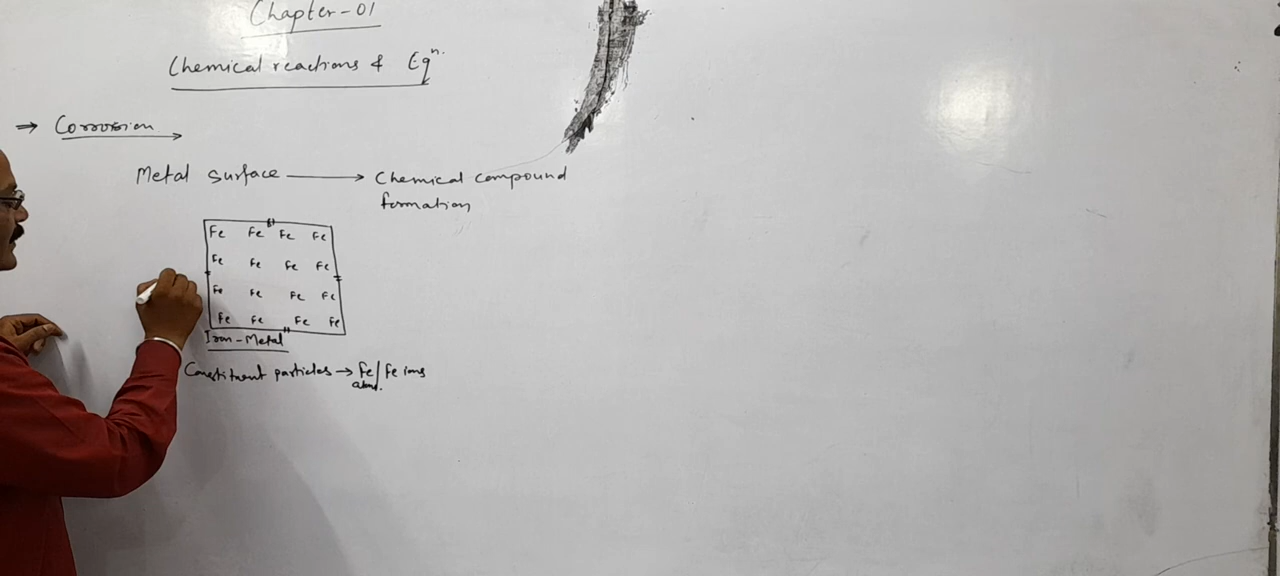 Chapter-01
Chemical reactions & Eqⁿ.
⇒ Corrosion
Metal surface → Chemical compound
formation
Fe Fe Fe Fe
Fe Fe Fe Fe
Fe Fe Fe Fe
Fe Fe Fe Fe
Iron-Metal
Constituent particles → Fe/Fe ions